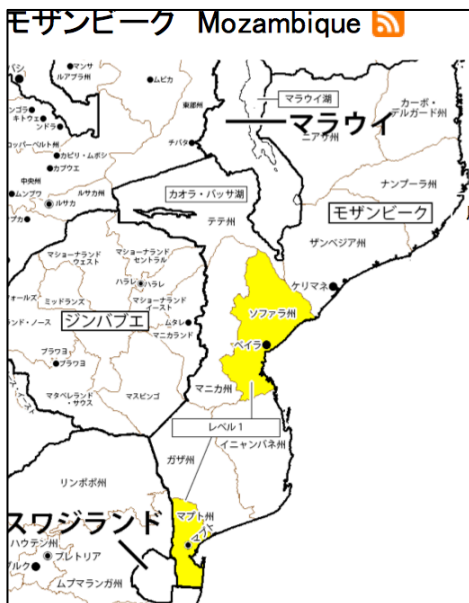 モザンビーク Mozambique
マンサ
ルアプラ州
ムピカ
東部州
マラウイ湖
カーボ・
デルガード州
キトウェ
ンドラ
チパタ
マラウイ
ニアサ州
カピリ・ムポシ
カブウェ
中央州
ルサカ州
ルサカ
カオラ・バッサ湖
ナンプーラ州
テテ州
モザンビーク
ザンベジア州
マショーナランド
ウェスト
マショーナランド
セントラル
ケリマネ
ハラレ
ハラレ
ミッドランズ
マショーナランド
イースト
ソファラ州
ムタレ
マニカランド
ジンバブエ
ベイラ
ブラワヨ
ブラワヨ
マタベレランド
・サウス
マスビンゴ
マニカ州
レベル1
イニャンバネ州
ガザ州
リンポポ州
マプト州
マプト
スワジランド
ハウテン州
プレトリア
ムプマランガ州